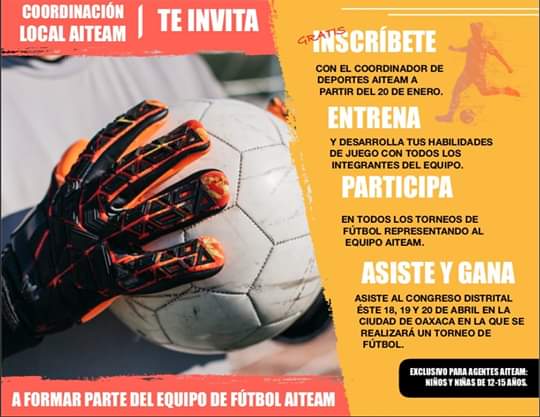 COORDINACIÓN
LOCAL AITEAM
TE INVITA
GRATIS
INSCRÍBETE
CON EL COORDINADOR DE
DEPORTES AITEAM A
PARTIR DEL 20 DE ENERO.
ENTRENA
Y DESARROLLA TUS HABILIDADES
DE JUEGO CON TODOS LOS
INTEGRANTES DEL EQUIPO.
PARTICIPA
EN TODOS LOS TORNEOS DE
FÚTBOL REPRESENTANDO AL
EQUIPO AITEAM.
ASISTE Y GANA
ASISTE AL CONGRESO DISTRITAL
ÉSTE 18, 19 Y 20 DE ABRIL EN LA
CIUDAD DE OAXACA EN LA QUE SE
REALIZARÁ UN TORNEO DE
FÚTBOL.
EXCLUSIVO PARA AGENTES AITEAM:
NIÑOS Y NIÑAS DE 12-15 AÑOS.
A FORMAR PARTE DEL EQUIPO DE FÚTBOL AITEAM